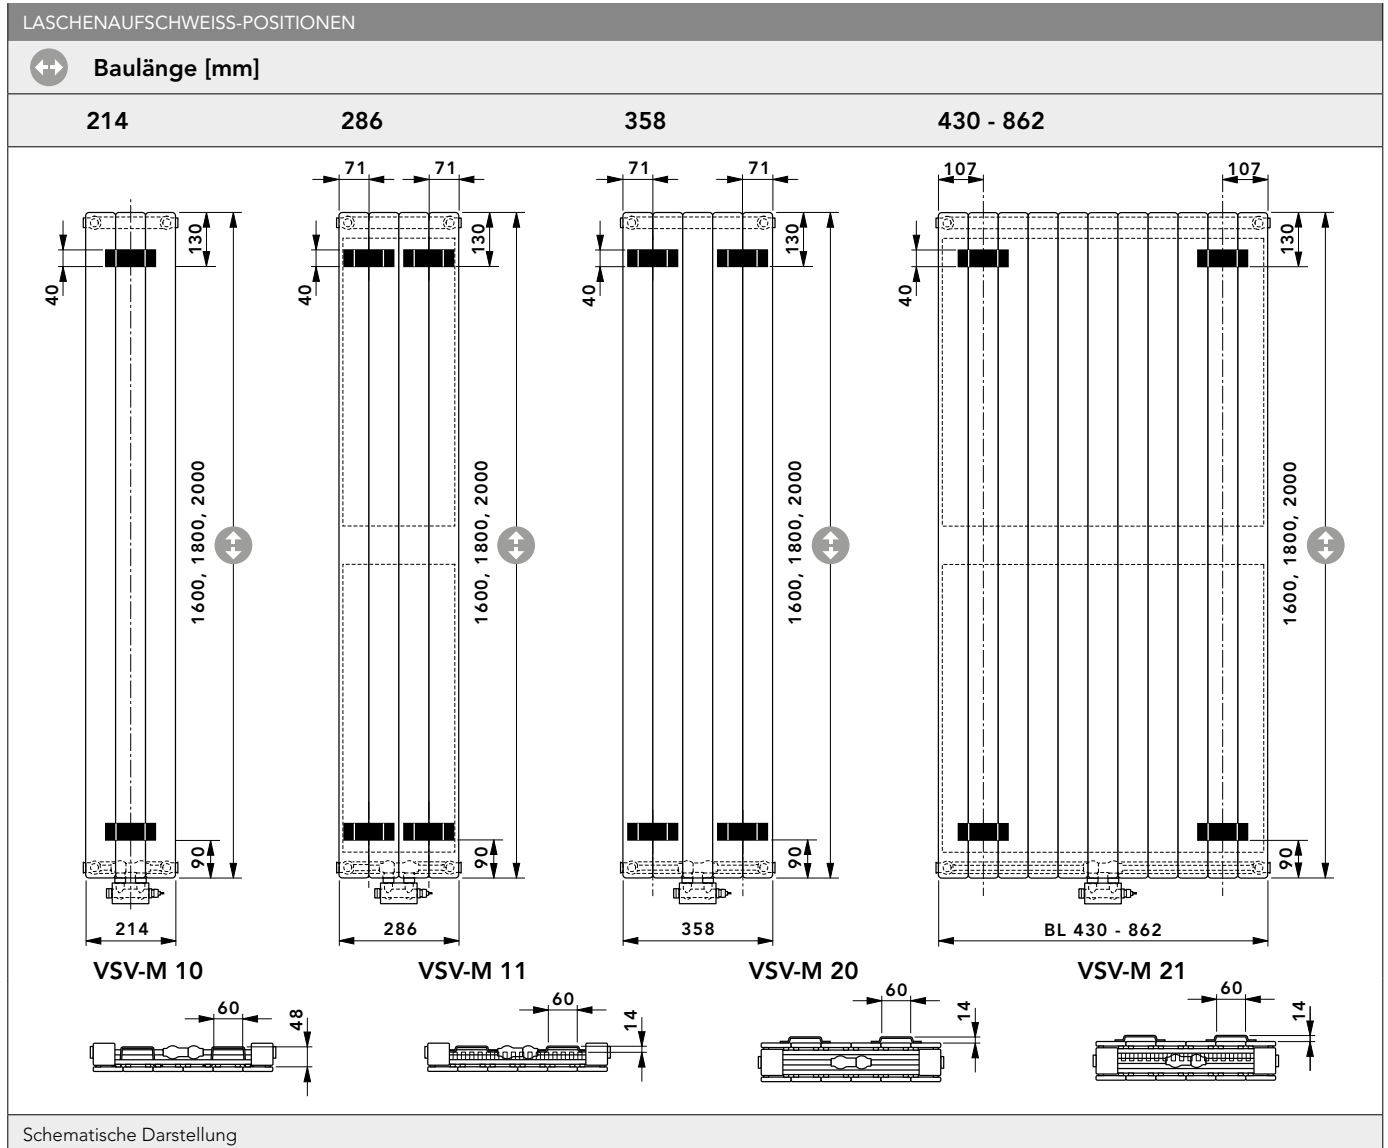 LASCHENAUFSCHWEISS-POSITIONEN
Baulänge [mm]
214 286 358 430 - 862
71 71 71 71 107 107
130 130 130 130
40 40 40 40
1600, 1800, 2000 1600, 1800, 2000 1600, 1800, 2000 1600, 1800, 2000
90 90 90 90
214 286 358 BL 430 - 862
VSV-M 10 VSV-M 11 VSV-M 20 VSV-M 21
60 48 60 14 60 14 60 14
Schematische Darstellung